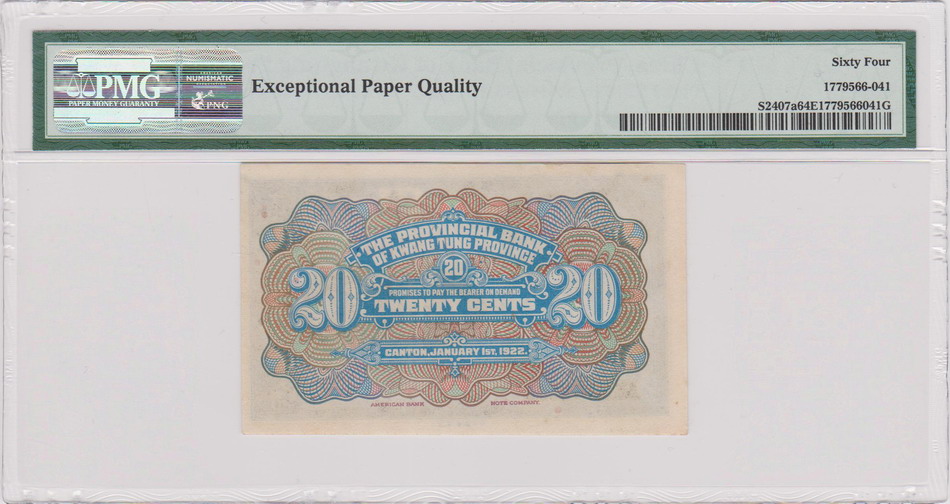 PMG
PAPER MONEY GUARANTY
NUMISMATIC
PNG
Exceptional Paper Quality
Sixty Four
1779566-041
S2407a64E1779566041G
THE PROVINCIAL BANK
OF KWANG TUNG PROVINCE
20
20
20
PROMISES TO PAY THE BEARER ON DEMAND
TWENTY CENTS
CANTON, JANUARY 1ST, 1922.
AMERICAN BANK NOTE COMPANY.